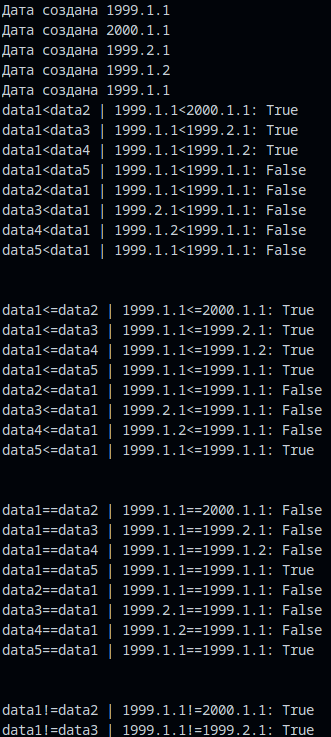 Дата создана 1999.1.1
Дата создана 2000.1.1
Дата создана 1999.2.1
Дата создана 1999.1.2
Дата создана 1999.1.1
data1<data2 | 1999.1.1<2000.1.1: True
data1<data3 | 1999.1.1<1999.2.1: True
data1<data4 | 1999.1.1<1999.1.2: True
data1<data5 | 1999.1.1<1999.1.1: False
data2<data1 | 1999.1.1<1999.1.1: False
data3<data1 | 1999.2.1<1999.1.1: False
data4<data1 | 1999.1.2<1999.1.1: False
data5<data1 | 1999.1.1<1999.1.1: False
data1<=data2 | 1999.1.1<=2000.1.1: True
data1<=data3 | 1999.1.1<=1999.2.1: True
data1<=data4 | 1999.1.1<=1999.1.2: True
data1<=data5 | 1999.1.1<=1999.1.1: True
data2<=data1 | 1999.1.1<=1999.1.1: False
data3<=data1 | 1999.2.1<=1999.1.1: False
data4<=data1 | 1999.1.2<=1999.1.1: False
data5<=data1 | 1999.1.1<=1999.1.1: True
data1==data2 | 1999.1.1==2000.1.1: False
data1==data3 | 1999.1.1==1999.2.1: False
data1==data4 | 1999.1.1==1999.1.2: False
data1==data5 | 1999.1.1==1999.1.1: True
data2==data1 | 1999.1.1==1999.1.1: False
data3==data1 | 1999.2.1==1999.1.1: False
data4==data1 | 1999.1.2==1999.1.1: False
data5==data1 | 1999.1.1==1999.1.1: True
data1!=data2 | 1999.1.1!=2000.1.1: True
data1!=data3 | 1999.1.1!=1999.2.1: True